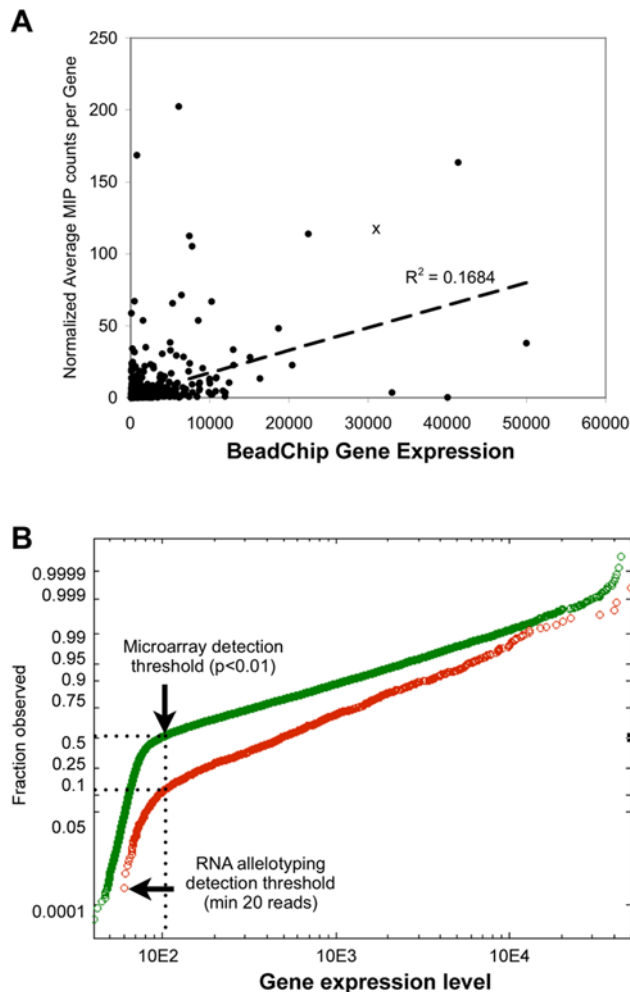 A
Normalized Average MIP counts per Gene
250
200
150
100
50
0
x
R² = 0.1684
0 10000 20000 30000 40000 50000 60000
BeadChip Gene Expression
B
Fraction observed
0.9999
0.999
0.99
0.95
0.9
0.75
0.5
0.25
0.1
0.05
0.0001
Microarray detection
threshold (p<0.01)
RNA allelotyping
detection threshold
(min 20 reads)
10E2 10E3 10E4
Gene expression level